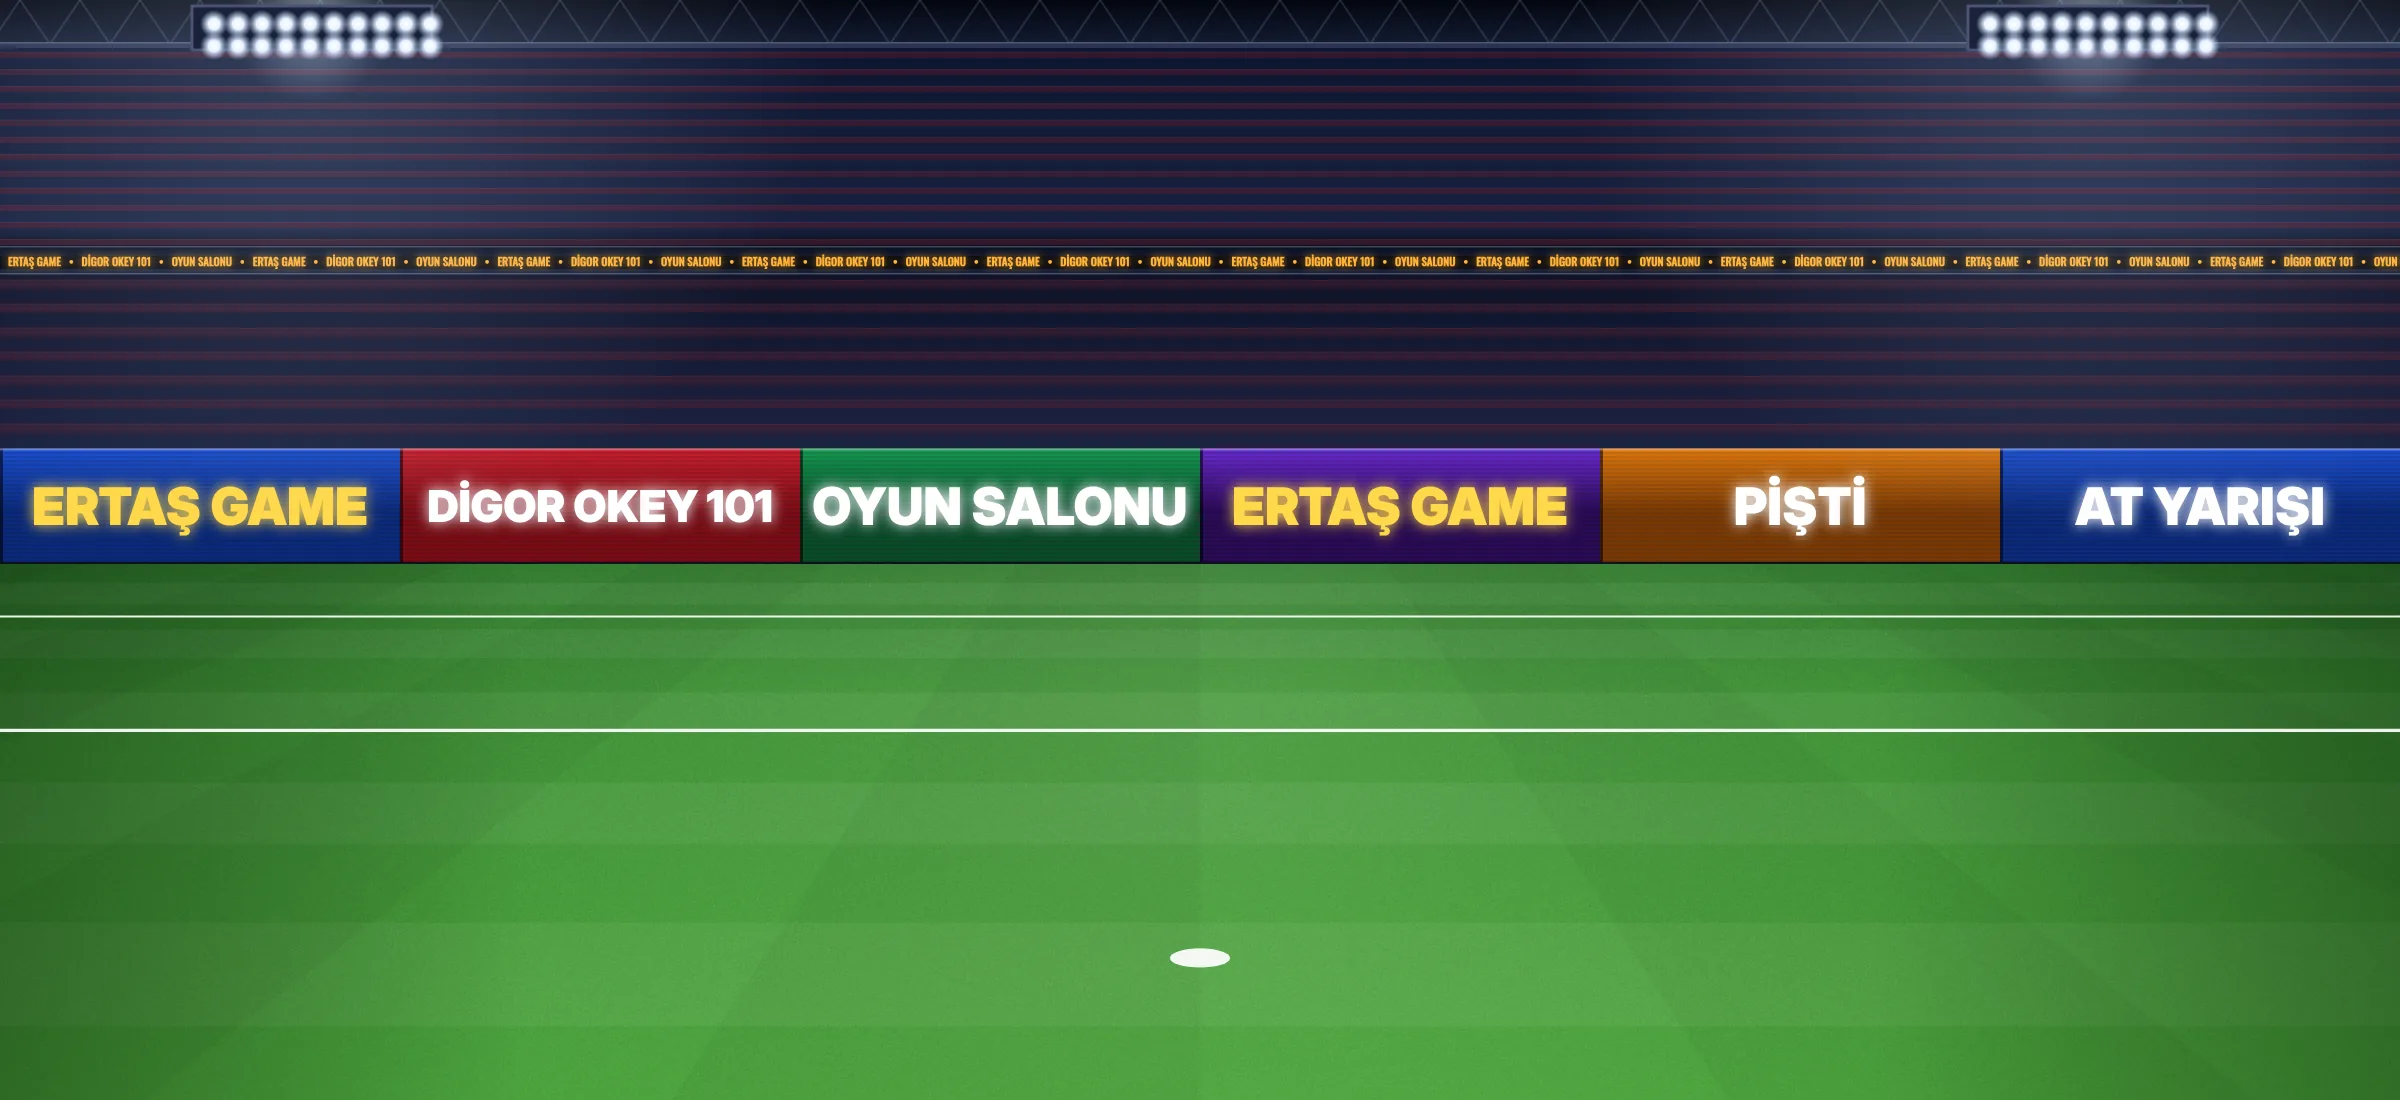 ERTAŞ GAME • DİGOR OKEY 101 • OYUN SALONU • ERTAŞ GAME • DİGOR OKEY 101 • OYUN SALONU • ERTAŞ GAME • DİGOR OKEY 101 • OYUN SALONU • ERTAŞ GAME • DİGOR OKEY 101 • OYUN SALONU • ERTAŞ GAME • DİGOR OKEY 101 • OYUN SALONU • ERTAŞ GAME • DİGOR OKEY 101 • OYUN SALONU • ERTAŞ GAME • DİGOR OKEY 101 • OYUN SALONU • ERTAŞ GAME • DİGOR OKEY 101 • OYUN SALONU • ERTAŞ GAME • DİGOR OKEY 101 • OYUN SALONU • ERTAŞ GAME • DİGOR OKEY 101 • OYUN
ERTAŞ GAME DİGOR OKEY 101 OYUN SALONU ERTAŞ GAME PİŞTİ AT YARIŞI